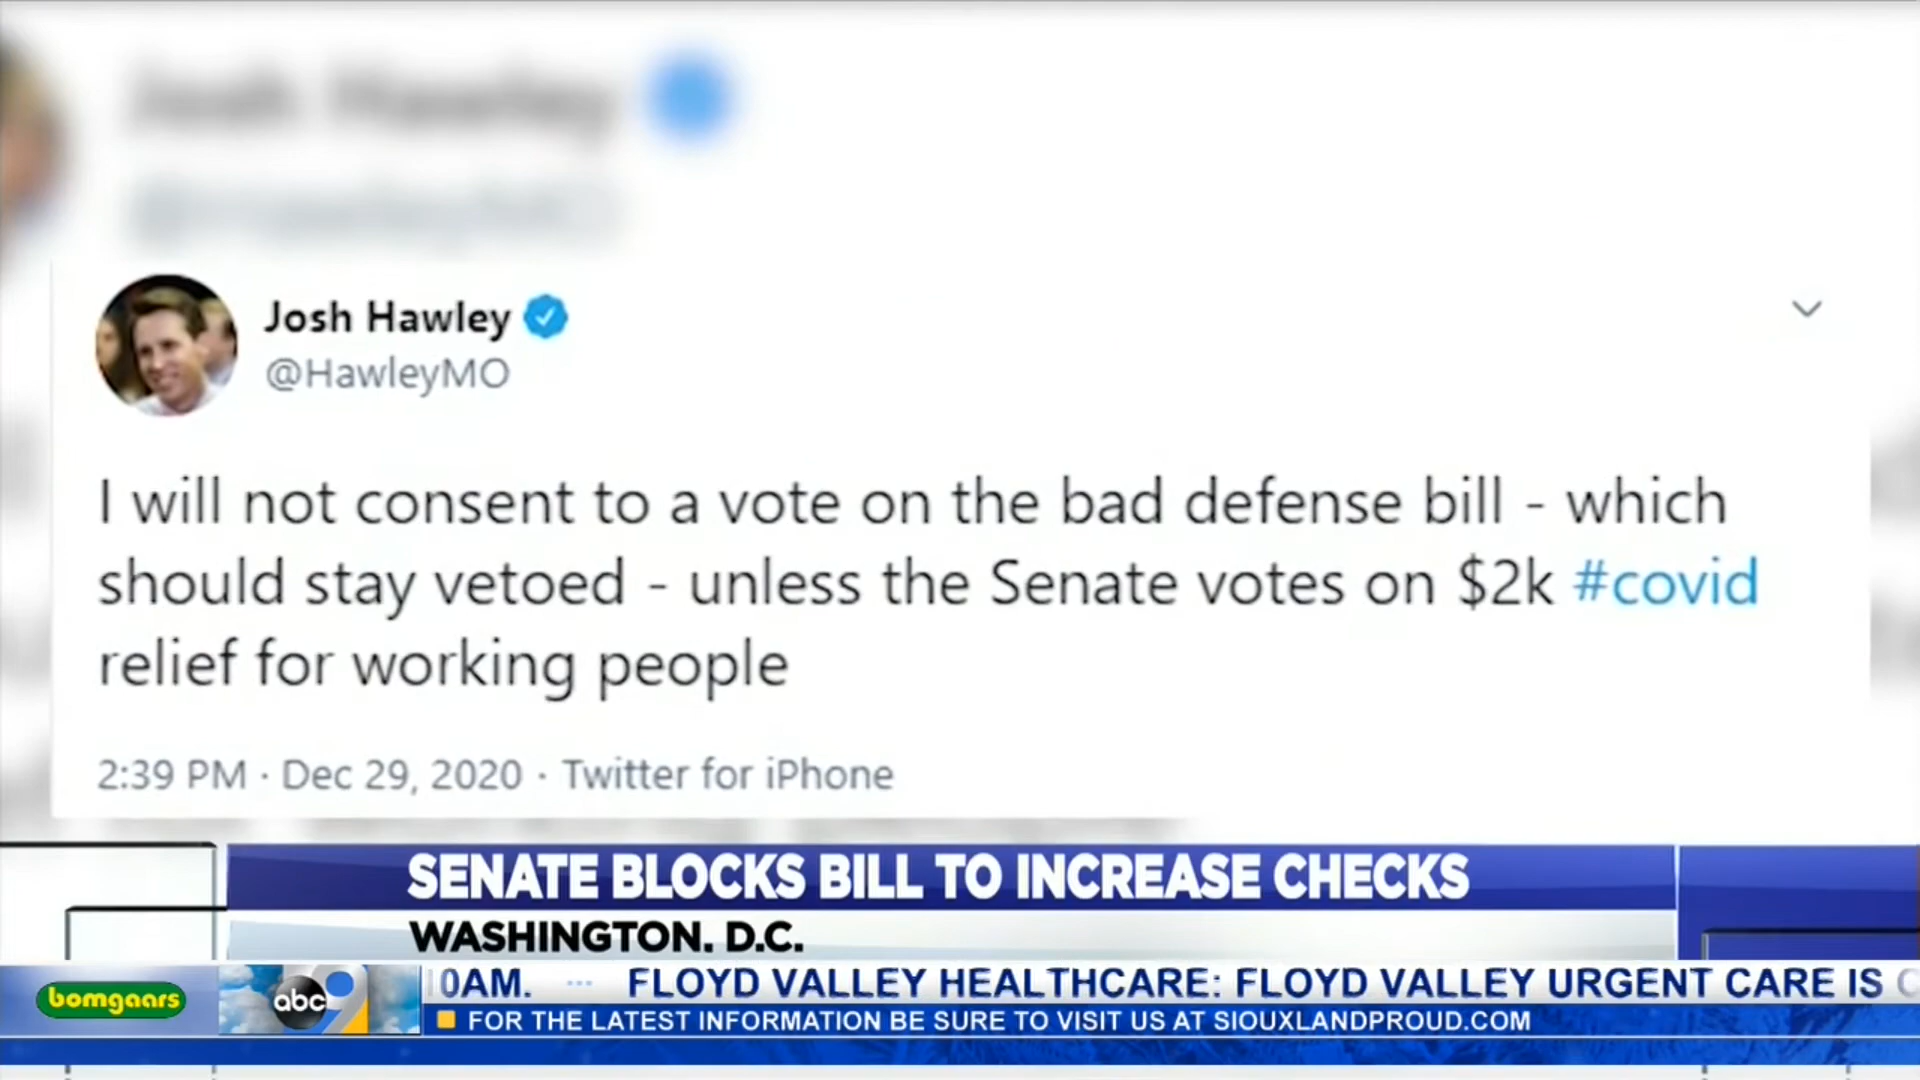 Josh Hawley
@HawleyMO
I will not consent to a vote on the bad defense bill - which
should stay vetoed - unless the Senate votes on $2k #covid
relief for working people
2:39 PM · Dec 29, 2020 · Twitter for iPhone
SENATE BLOCKS BILL TO INCREASE CHECKS
WASHINGTON, D.C.
bomgaars
abc 9
0AM. ... FLOYD VALLEY HEALTHCARE: FLOYD VALLEY URGENT CARE IS
FOR THE LATEST INFORMATION BE SURE TO VISIT US AT SIOUXLANDPROUD.COM